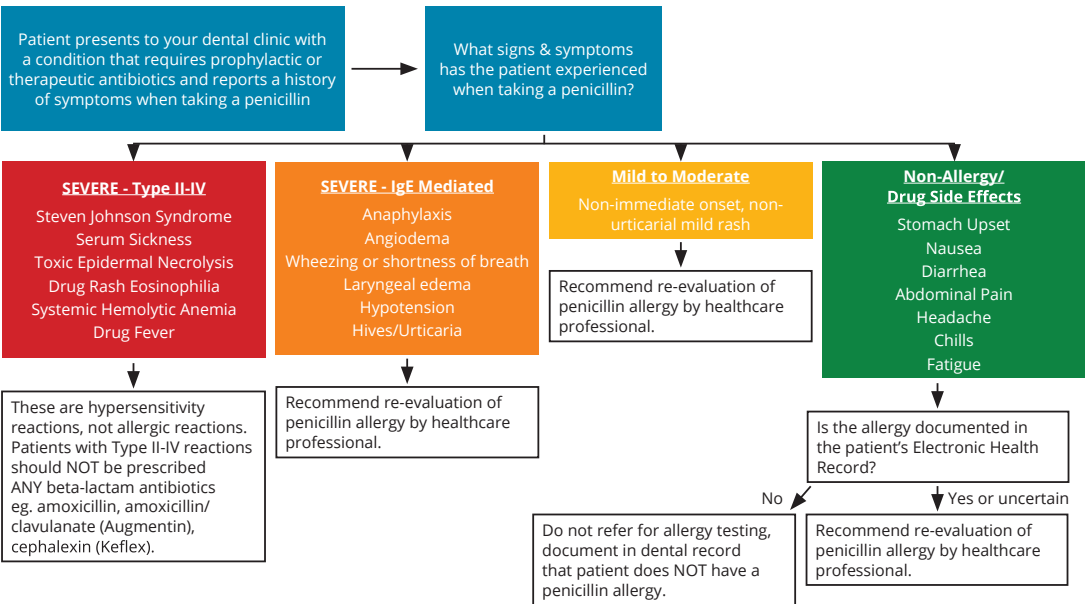 Patient presents to your dental clinic with
a condition that requires prophylactic or
therapeutic antibiotics and reports a history
of symptoms when taking a penicillin
What signs & symptoms
has the patient experienced
when taking a penicillin?
SEVERE - Type II-IV
Steven Johnson Syndrome
Serum Sickness
Toxic Epidermal Necrolysis
Drug Rash Eosinophilia
Systemic Hemolytic Anemia
Drug Fever
These are hypersensitivity
reactions, not allergic reactions.
Patients with Type II-IV reactions
should NOT be prescribed
ANY beta-lactam antibiotics
eg. amoxicillin, amoxicillin/
clavulanate (Augmentin),
cephalexin (Keflex).
SEVERE - IgE Mediated
Anaphylaxis
Angiodema
Wheezing or shortness of breath
Laryngeal edema
Hypotension
Hives/Urticaria
Recommend re-evaluation of
penicillin allergy by healthcare
professional.
Mild to Moderate
Non-immediate onset, non-
urticarial mild rash
Recommend re-evaluation of
penicillin allergy by healthcare
professional.
Non-Allergy/
Drug Side Effects
Stomach Upset
Nausea
Diarrhea
Abdominal Pain
Headache
Chills
Fatigue
Is the allergy documented in
the patient's Electronic Health
Record?
No
Yes or uncertain
Do not refer for allergy testing,
document in dental record
that patient does NOT have a
penicillin allergy.
Recommend re-evaluation of
penicillin allergy by healthcare
professional.